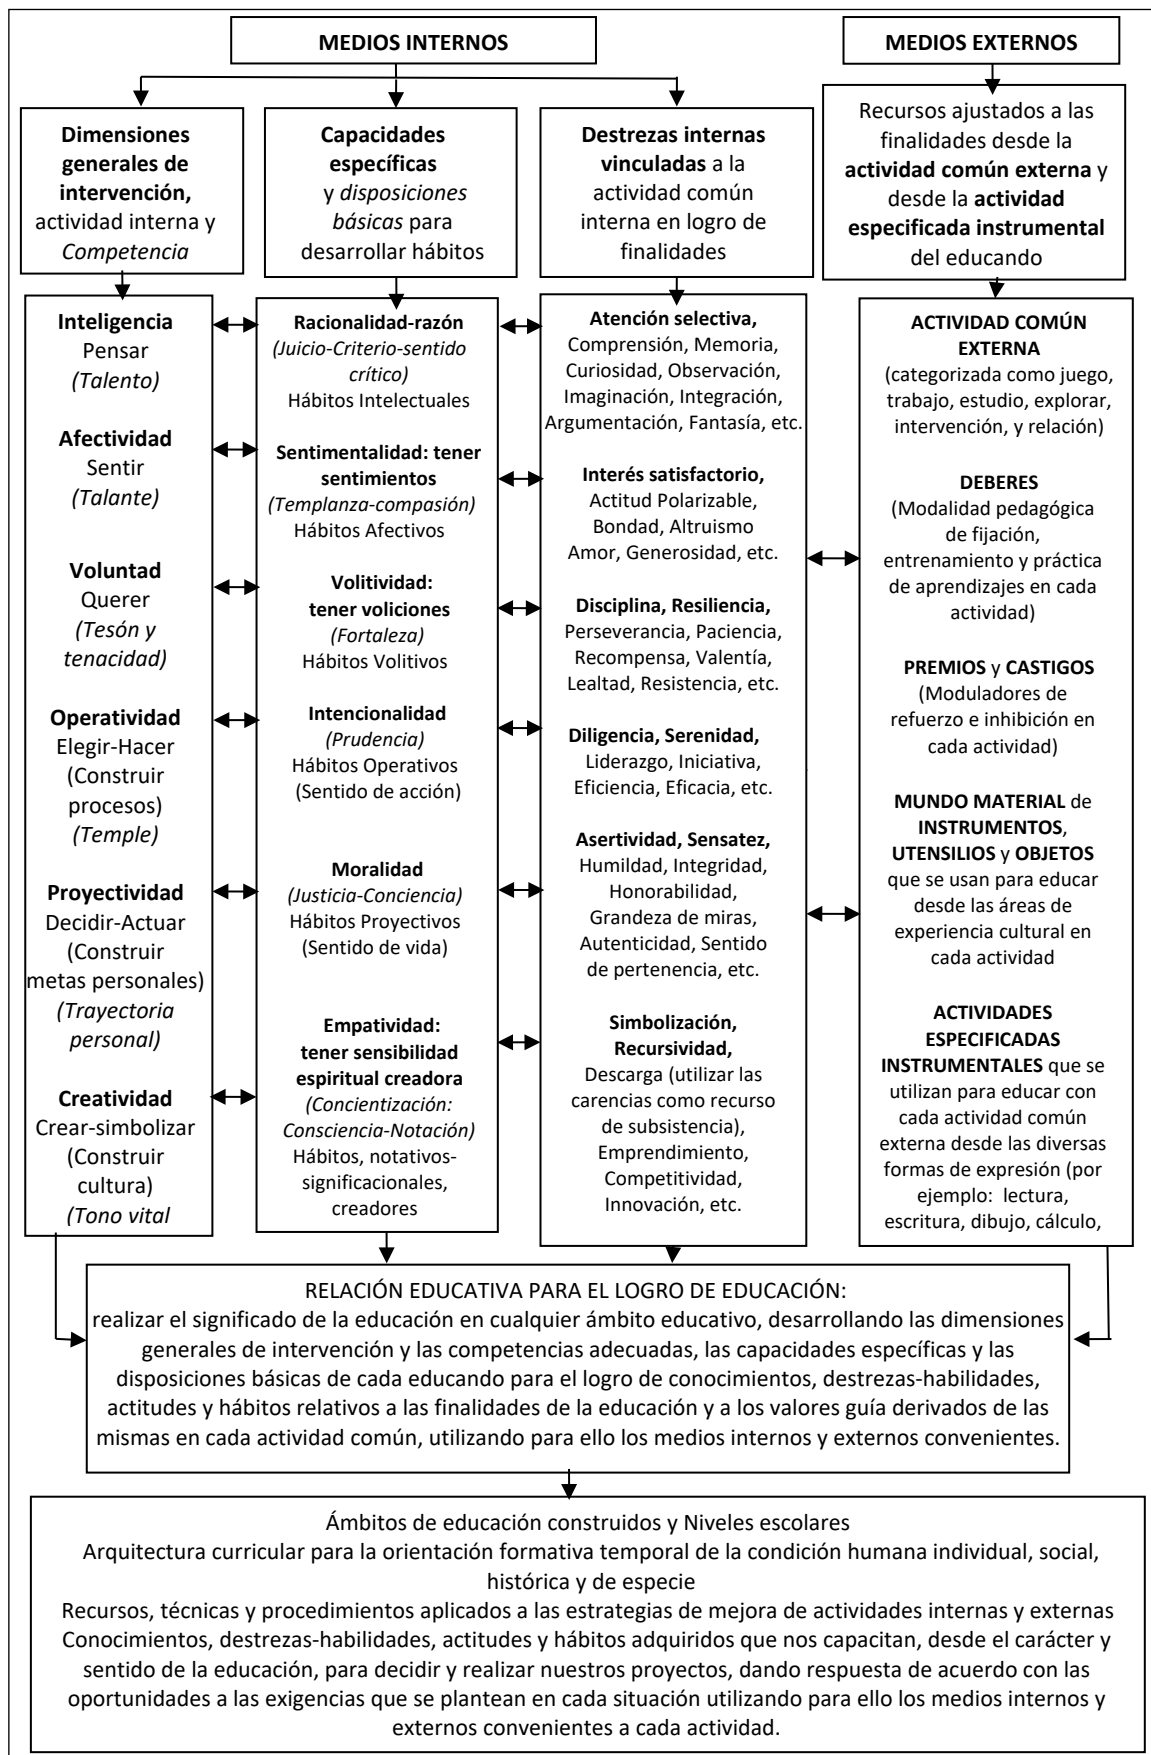 MEDIOS INTERNOS
MEDIOS EXTERNOS
Dimensiones
generales de
intervención,
actividad interna y
Competencia
Capacidades
específicas
y disposiciones
básicas para
desarrollar hábitos
Destrezas internas
vinculadas a la
actividad común
interna en logro de
finalidades
Recursos ajustados a las
finalidades desde la
actividad común externa y
desde la actividad
especificada instrumental
del educando
Inteligencia
Pensar
(Talento)
Afectividad
Sentir
(Talante)
Voluntad
Querer
(Tesón y
tenacidad)
Operatividad
Elegir-Hacer
(Construir
procesos)
(Temple)
Proyectividad
Decidir-Actuar
(Construir
metas personales)
(Trayectoria
personal)
Creatividad
Crear-simbolizar
(Construir
cultura)
(Tono vital
Racionalidad-razón
(Juicio-Criterio-sentido
crítico)
Hábitos Intelectuales
Sentimentalidad: tener
sentimientos
(Templanza-compasión)
Hábitos Afectivos
Volitividad:
tener voliciones
(Fortaleza)
Hábitos Volitivos
Intencionalidad
(Prudencia)
Hábitos Operativos
(Sentido de acción)
Moralidad
(Justicia-Conciencia)
Hábitos Proyectivos
(Sentido de vida)
Empatividad:
tener sensibilidad
espiritual creadora
(Concientización:
Consciencia-Notación)
Hábitos, notativos-
significacionales,
creadores
Atención selectiva,
Comprensión, Memoria,
Curiosidad, Observación,
Imaginación, Integración,
Argumentación, Fantasía, etc.
Interés satisfactorio,
Actitud Polarizable,
Bondad, Altruismo
Amor, Generosidad, etc.
Disciplina, Resiliencia,
Perseverancia, Paciencia,
Recompensa, Valentía,
Lealtad, Resistencia, etc.
Diligencia, Serenidad,
Liderazgo, Iniciativa,
Eficiencia, Eficacia, etc.
Asertividad, Sensatez,
Humildad, Integridad,
Honorabilidad,
Grandeza de miras,
Autenticidad, Sentido
de pertenencia, etc.
Simbolización,
Recursividad,
Descarga (utilizar las
carencias como recurso
de subsistencia),
Emprendimiento,
Competitividad,
Innovación, etc.
ACTIVIDAD COMÚN
EXTERNA
(categorizada como juego,
trabajo, estudio, explorar,
intervención, y relación)
DEBERES
(Modalidad pedagógica
de fijación,
entrenamiento y práctica
de aprendizajes en cada
actividad)
PREMIOS y CASTIGOS
(Moduladores de
refuerzo e inhibición en
cada actividad)
MUNDO MATERIAL de
INSTRUMENTOS,
UTENSILIOS y OBJETOS
que se usan para educar
desde las áreas de
experiencia cultural en
cada actividad
ACTIVIDADES
ESPECIFICADAS
INSTRUMENTALES que se
utilizan para educar con
cada actividad común
externa desde las diversas
formas de expresión (por
ejemplo: lectura,
escritura, dibujo, cálculo,
RELACIÓN EDUCATIVA PARA EL LOGRO DE EDUCACIÓN:
realizar el significado de la educación en cualquier ámbito educativo, desarrollando las dimensiones
generales de intervención y las competencias adecuadas, las capacidades específicas y las
disposiciones básicas de cada educando para el logro de conocimientos, destrezas-habilidades,
actitudes y hábitos relativos a las finalidades de la educación y a los valores guía derivados de las
mismas en cada actividad común, utilizando para ello los medios internos y externos convenientes.
Ámbitos de educación construidos y Niveles escolares
Arquitectura curricular para la orientación formativa temporal de la condición humana individual, social,
histórica y de especie
Recursos, técnicas y procedimientos aplicados a las estrategias de mejora de actividades internas y externas
Conocimientos, destrezas-habilidades, actitudes y hábitos adquiridos que nos capacitan, desde el carácter y
sentido de la educación, para decidir y realizar nuestros proyectos, dando respuesta de acuerdo con las
oportunidades a las exigencias que se plantean en cada situación utilizando para ello los medios internos y
externos convenientes a cada actividad.